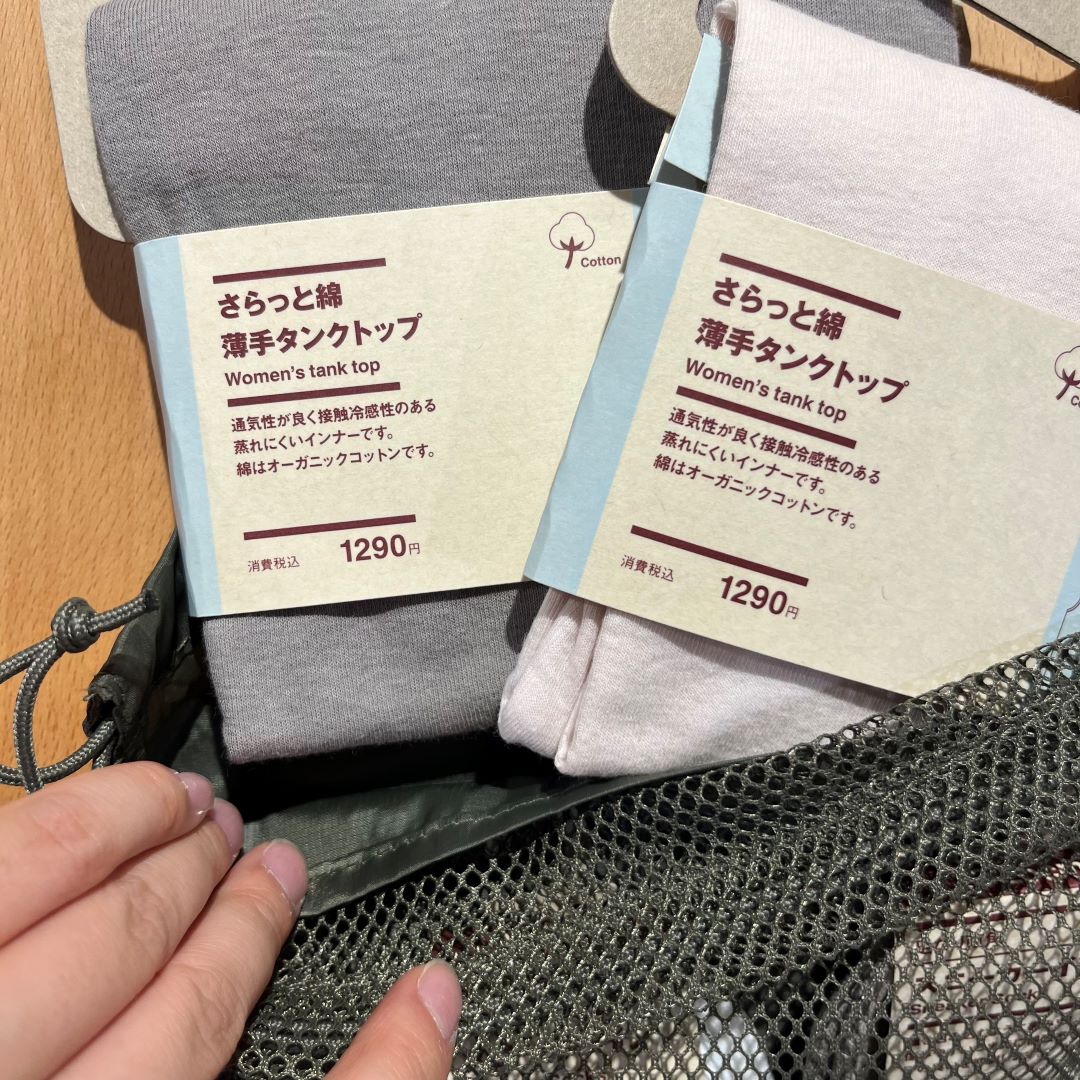 Cotton
さらっと綿
薄手タンクトップ
Women's tank top
通気性が良く接触冷感性のある
蒸れにくいインナーです。
綿はオーガニックコットンです。
消費税込 1290円
さらっと綿
薄手タンクトップ
Women's tank top
通気性が良く接触冷感性のある
蒸れにくいインナーです。
綿はオーガニックコットンです。
消費税込 1290円